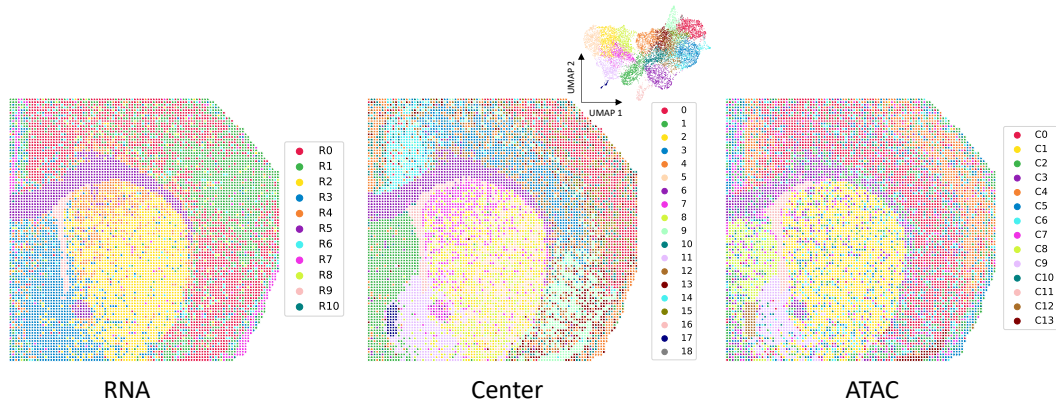 UMAP 2
UMAP 1
R0
R1
R2
R3
R4
R5
R6
R7
R8
R9
R10
0
1
2
3
4
5
6
7
8
9
10
11
12
13
14
15
16
17
18
C0
C1
C2
C3
C4
C5
C6
C7
C8
C9
C10
C11
C12
C13
RNA
Center
ATAC